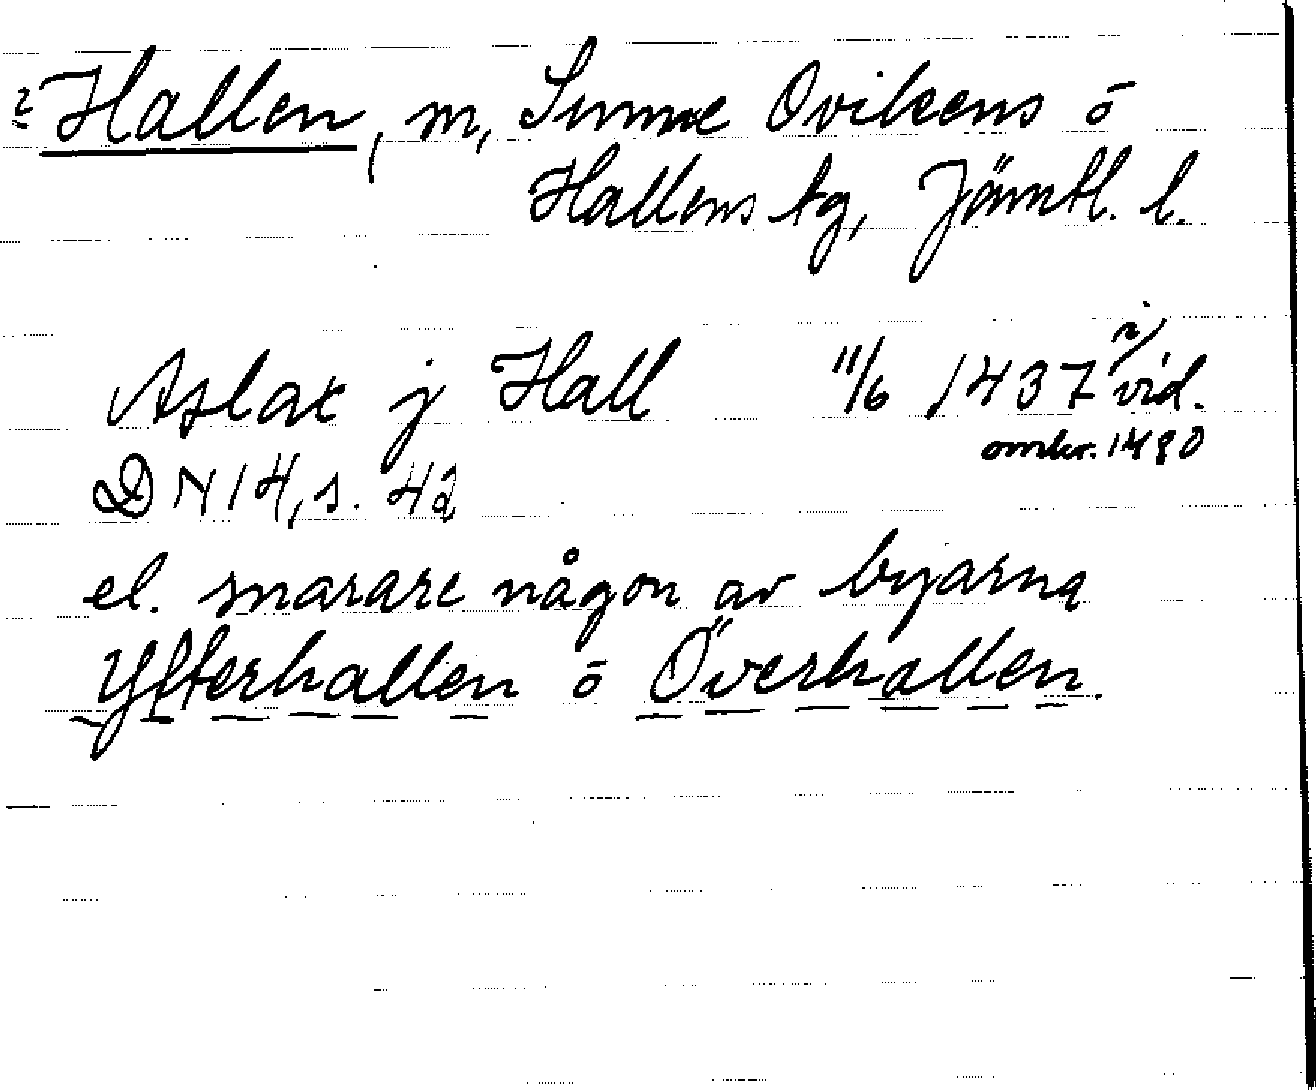 Hallen, m, Sunne Ovikens ō
Hallens tg, Jämtl. l.
Aslak j Hall 11/6 1437 i vid.
omkr. 1480
DN 14, s. 42
el. snarare någon av byarna
Ytterhallen ō Överhallen.